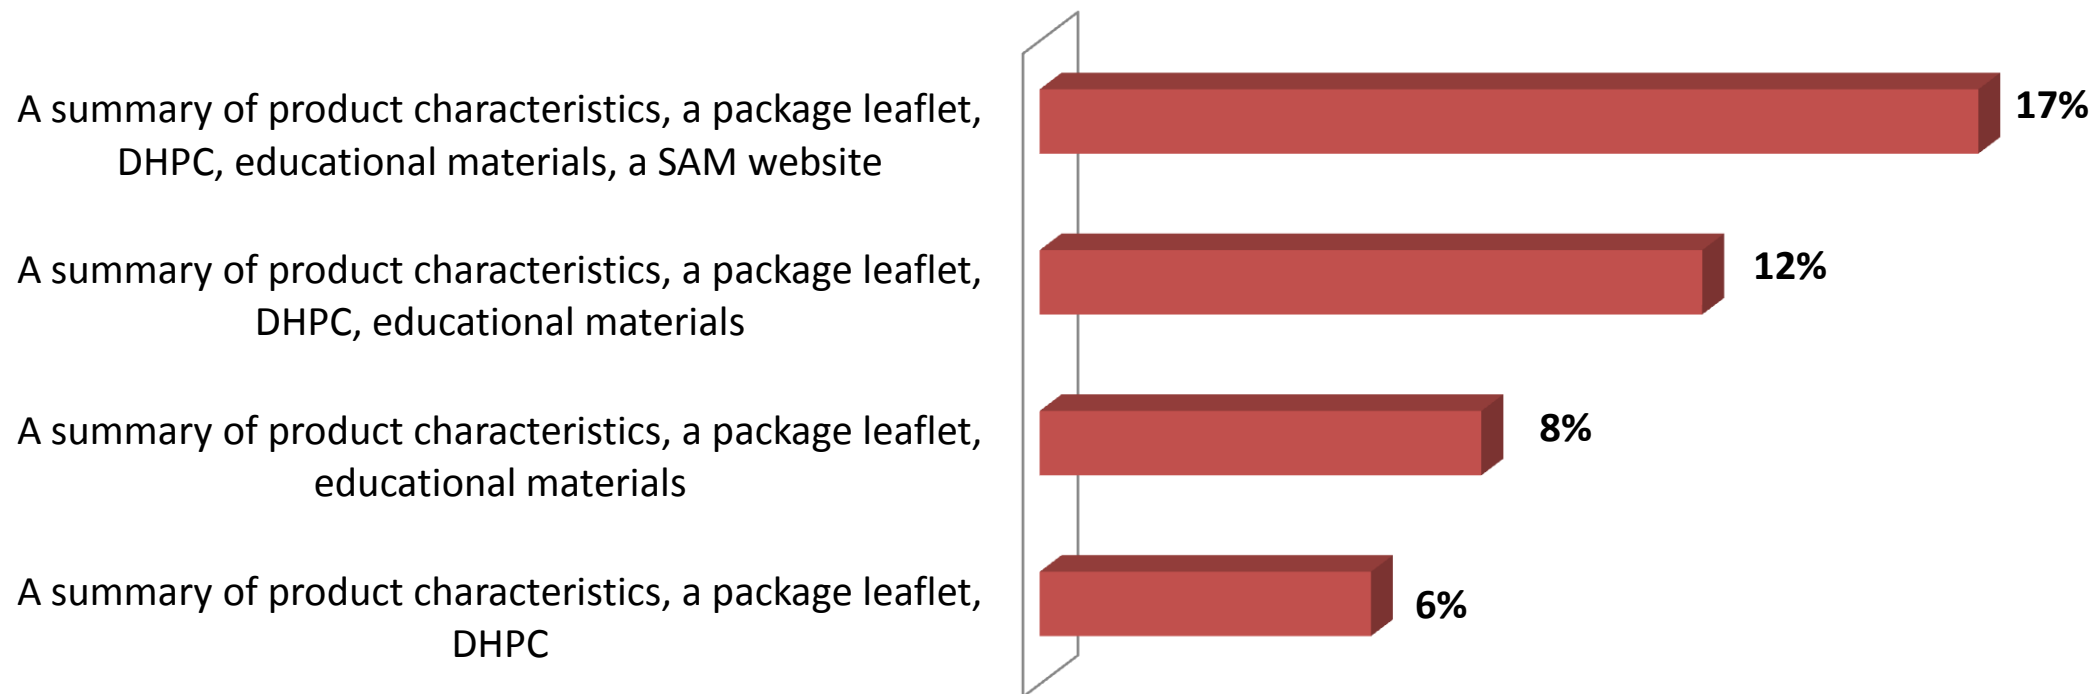 A summary of product characteristics, a package leaflet,
DHPC, educational materials, a SAM website
17%
A summary of product characteristics, a package leaflet,
DHPC, educational materials
12%
A summary of product characteristics, a package leaflet,
educational materials
8%
A summary of product characteristics, a package leaflet,
DHPC
6%